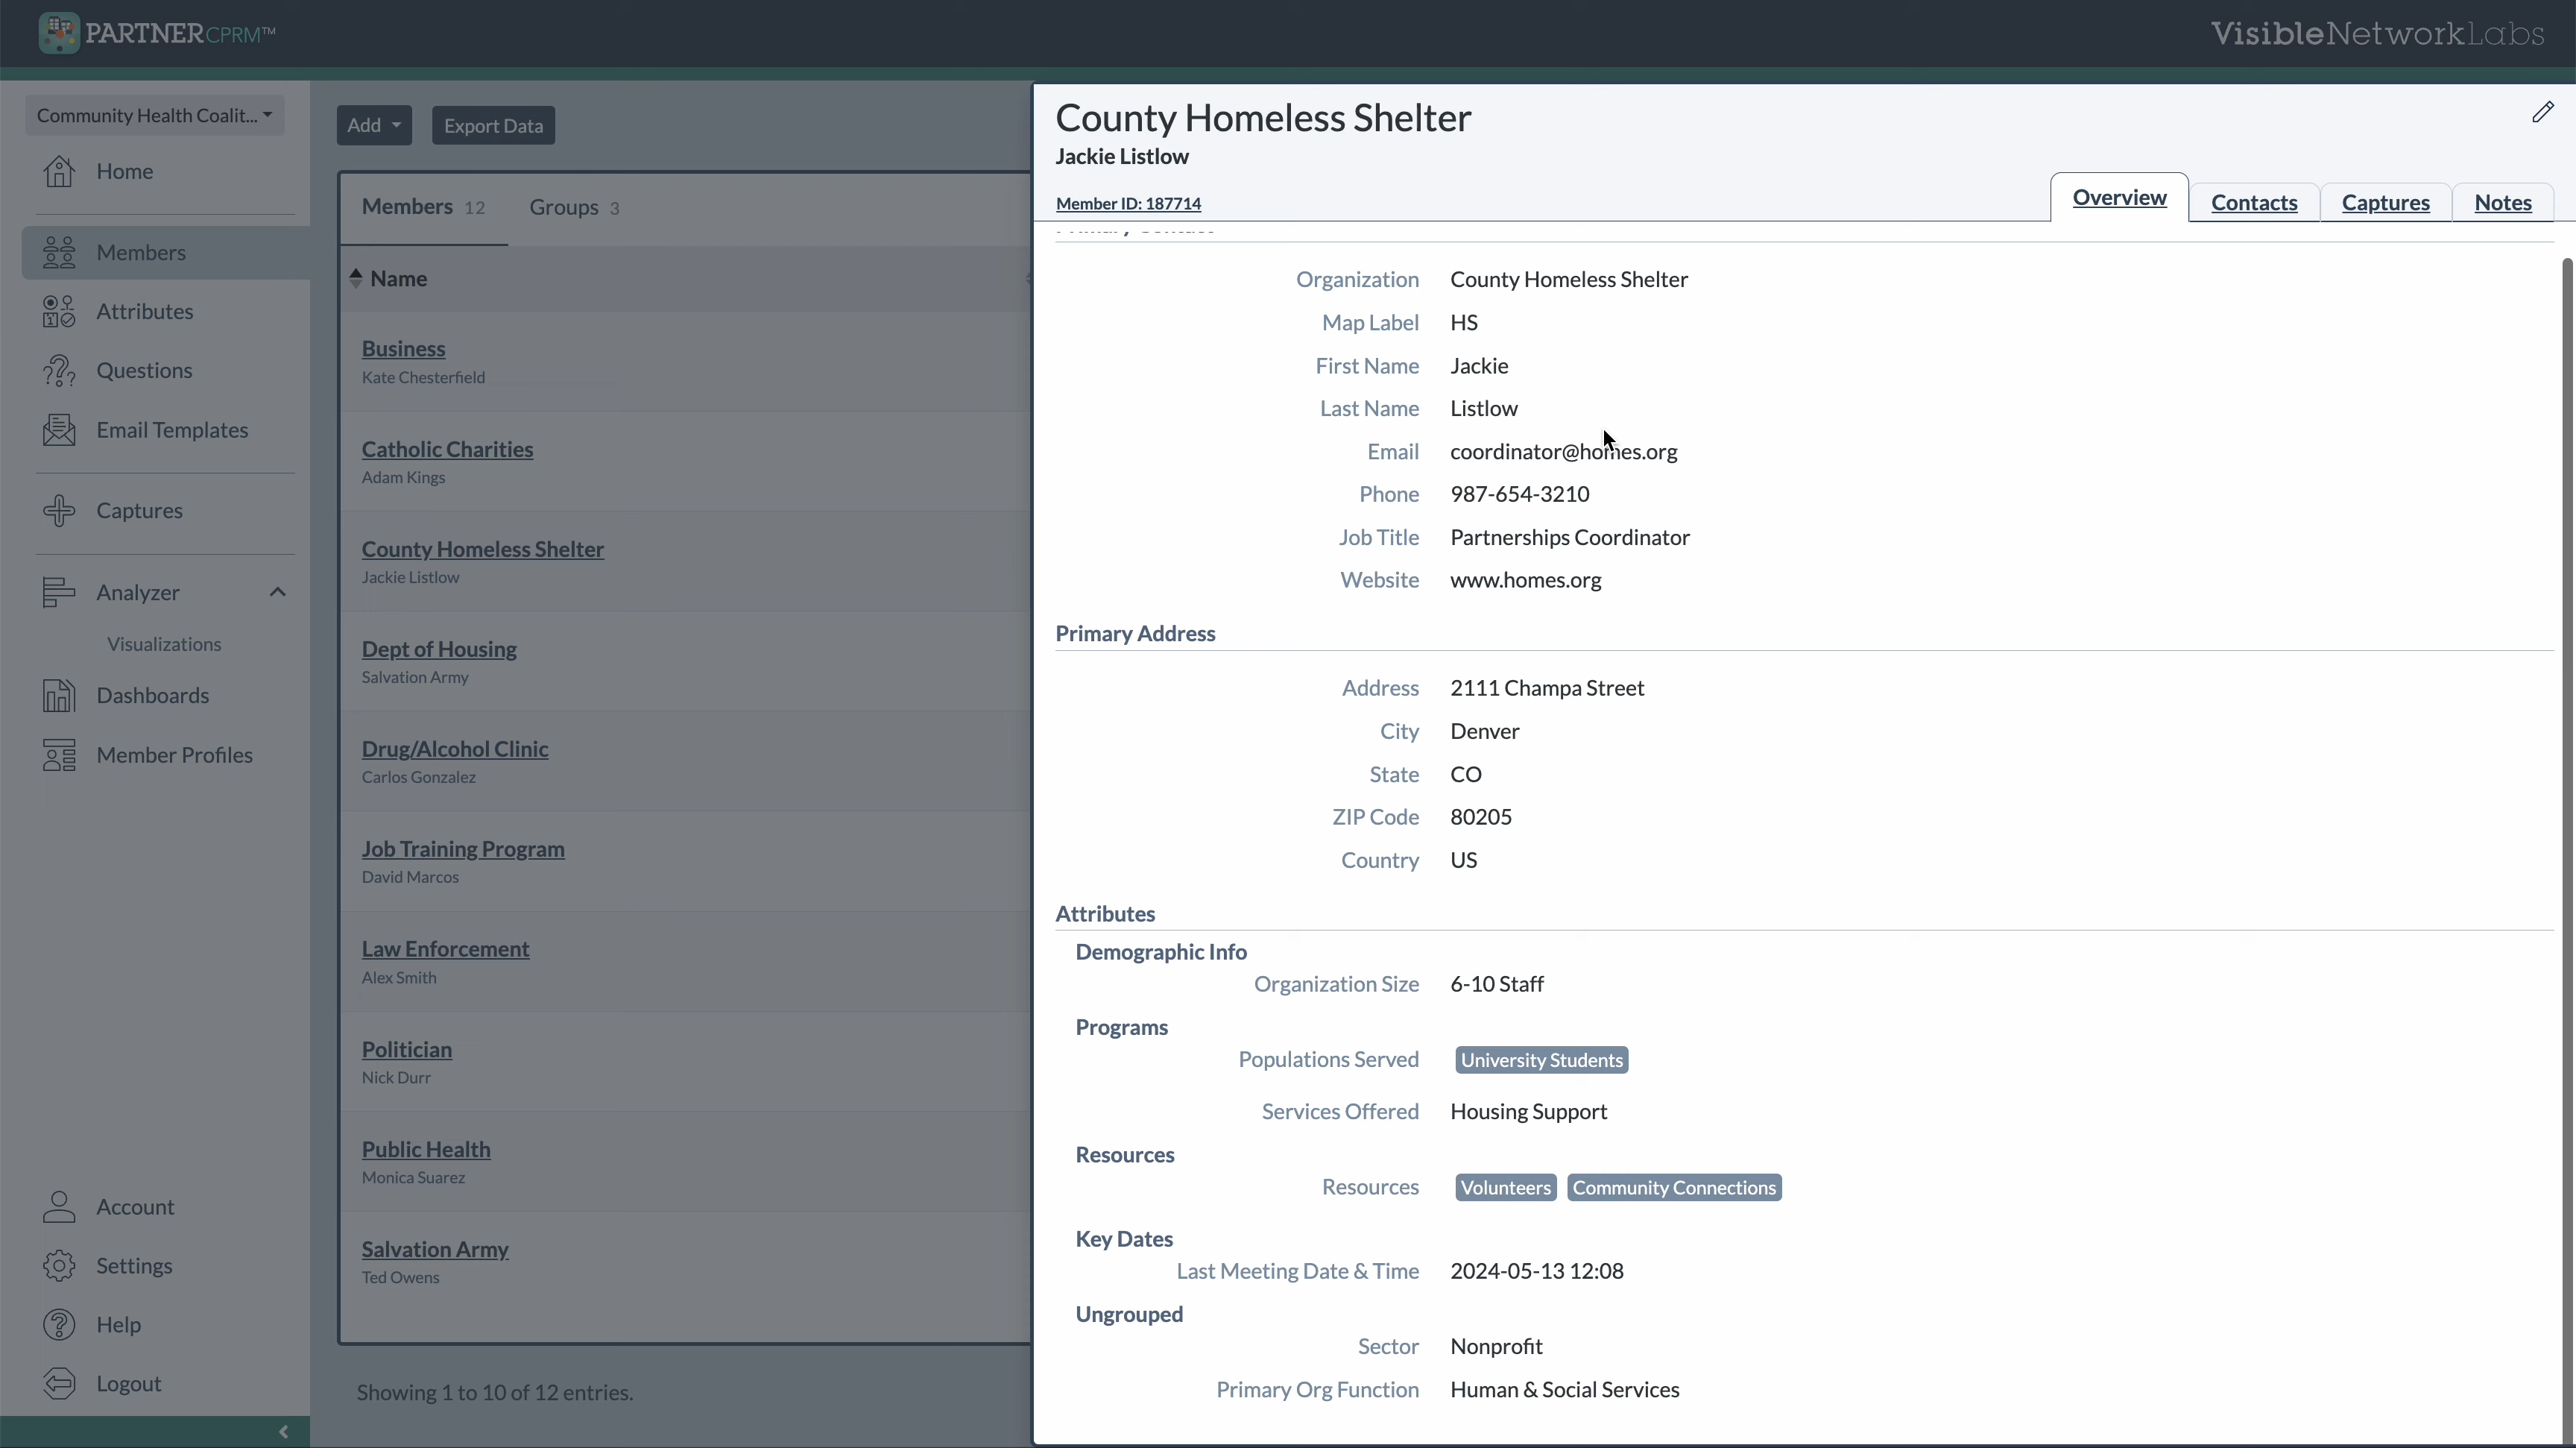 PARTNER CPRM™
VisibleNetworkLabs
Community Health Coalit...
Home
Members
Attributes
Questions
Email Templates
Captures
Analyzer
Visualizations
Dashboards
Member Profiles
Account
Settings
Help
Logout
Add
Export Data
Members 12
Groups 3
Name
Business
Kate Chesterfield
Catholic Charities
Adam Kings
County Homeless Shelter
Jackie Listlow
Dept of Housing
Salvation Army
Drug/Alcohol Clinic
Carlos Gonzalez
Job Training Program
David Marcos
Law Enforcement
Alex Smith
Politician
Nick Durr
Public Health
Monica Suarez
Salvation Army
Ted Owens
Showing 1 to 10 of 12 entries.
County Homeless Shelter
Jackie Listlow
Member ID: 187714
Overview
Contacts
Captures
Notes
Organization County Homeless Shelter
Map Label HS
First Name Jackie
Last Name Listlow
Email coordinator@homes.org
Phone 987-654-3210
Job Title Partnerships Coordinator
Website www.homes.org
Primary Address
Address 2111 Champa Street
City Denver
State CO
ZIP Code 80205
Country US
Attributes
Demographic Info
Organization Size 6-10 Staff
Programs
Populations Served University Students
Services Offered Housing Support
Resources
Resources Volunteers Community Connections
Key Dates
Last Meeting Date & Time 2024-05-13 12:08
Ungrouped
Sector Nonprofit
Primary Org Function Human & Social Services